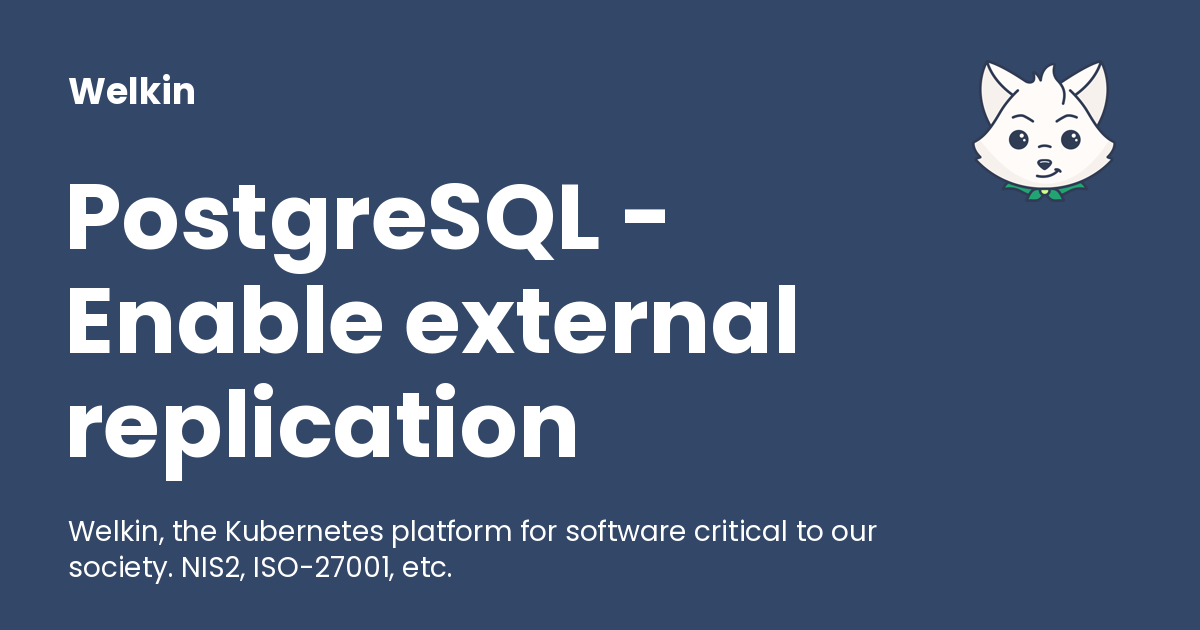 Welkin
PostgreSQL -
Enable external
replication
Welkin, the Kubernetes platform for software critical to our
society. NIS2, ISO-27001, etc.